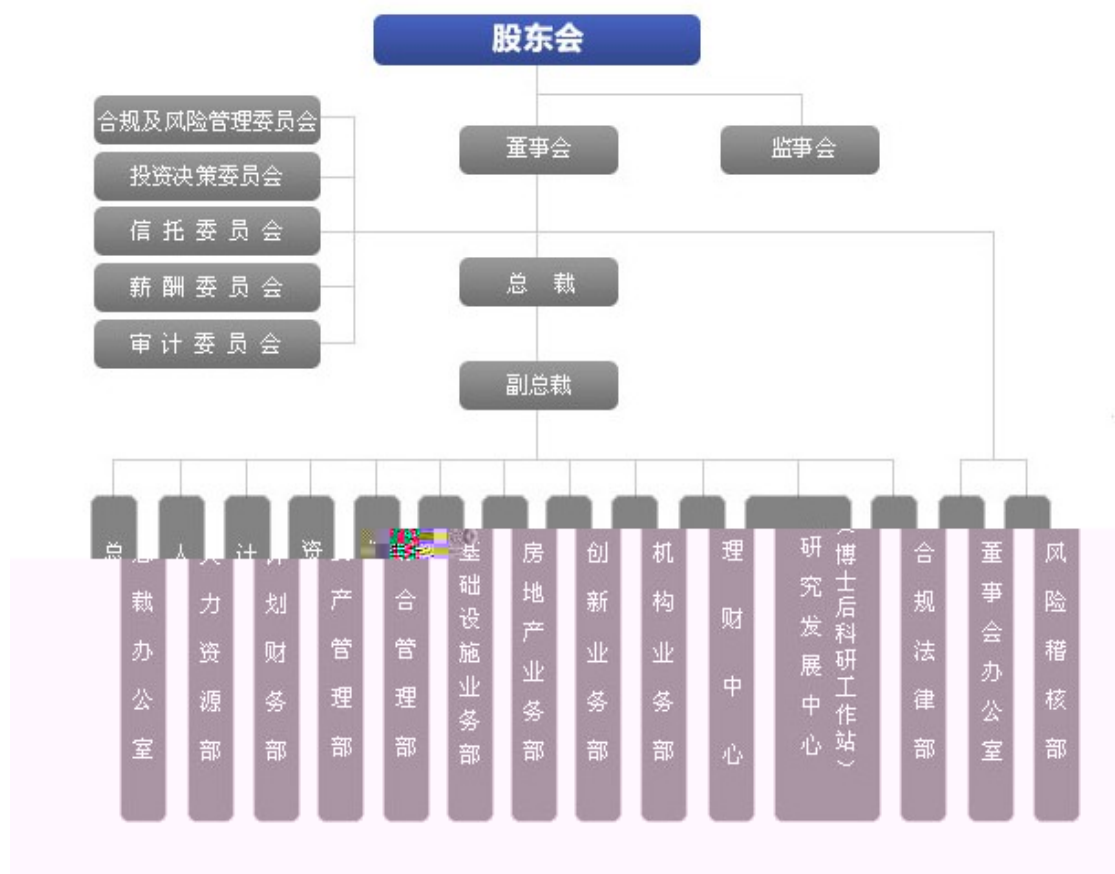 股东会
合规及风险管理委员会
董事会
监事会
投资决策委员会
信托委员会
薪酬委员会
总裁
审计委员会
副总裁
总裁办公室
人力资源部
计划财务部
资产管理部
合管理部
基础设施业务部
房地产业务部
创新业务部
机构业务部
理财中心
研究发展中心
（博士后科研工作站）
合规法律部
董事会办公室
风险稽核部